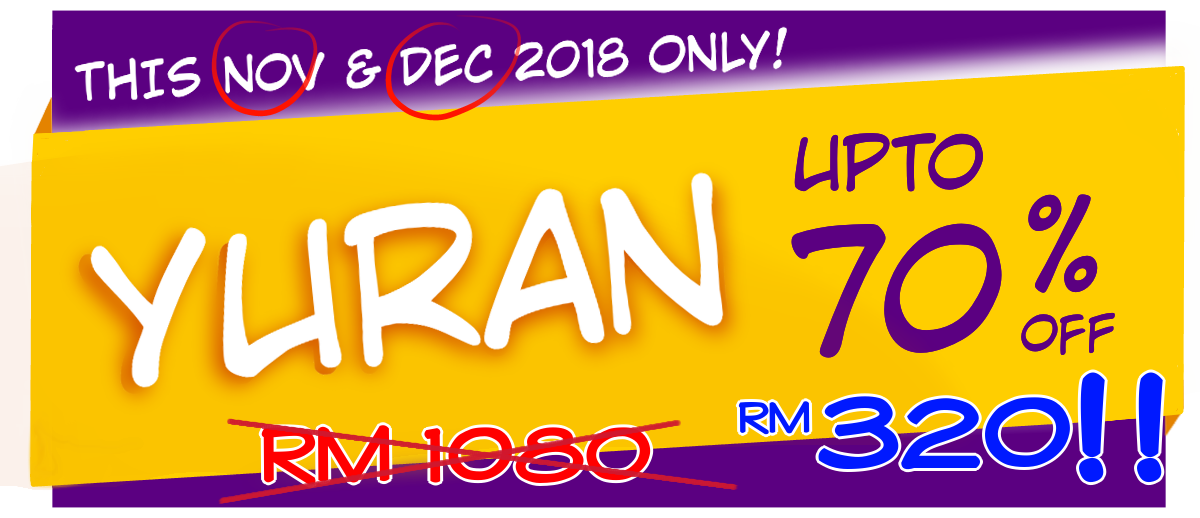 THIS NOV & DEC 2018 ONLY!
YURAN
UPTO
70%
OFF
RM 1080
RM 320!!